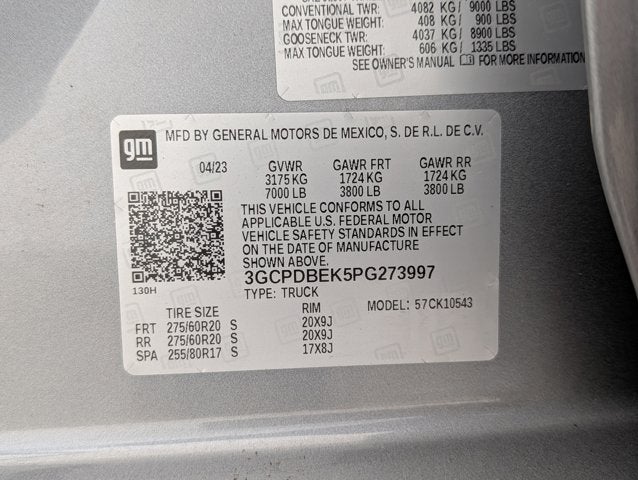 CONVENTIONAL TWR: 4082 KG/ 9000 LBS
MAX TONGUE WEIGHT: 408 KG/ 900 LBS
GOOSENECK TWR: 4037 KG/ 8900 LBS
MAX TONGUE WEIGHT: 606 KG/ 1335 LBS
SEE OWNER'S MANUAL FOR MORE INFORMATION
gm MFD BY GENERAL MOTORS DE MEXICO, S. DE R.L. DE C.V.
04/23 GVWR GAWR FRT GAWR RR
3175 KG 1724 KG 1724 KG
7000 LB 3800 LB 3800 LB
THIS VEHICLE CONFORMS TO ALL
APPLICABLE U.S. FEDERAL MOTOR
VEHICLE SAFETY STANDARDS IN EFFECT
ON THE DATE OF MANUFACTURE
SHOWN ABOVE.
3GCPDBEK5PG273997
130H TYPE: TRUCK
MODEL: 57CK10543
TIRE SIZE RIM
FRT 275/60R20 S 20X9J
RR 275/60R20 S 20X9J
SPA 255/80R17 S 17X8J